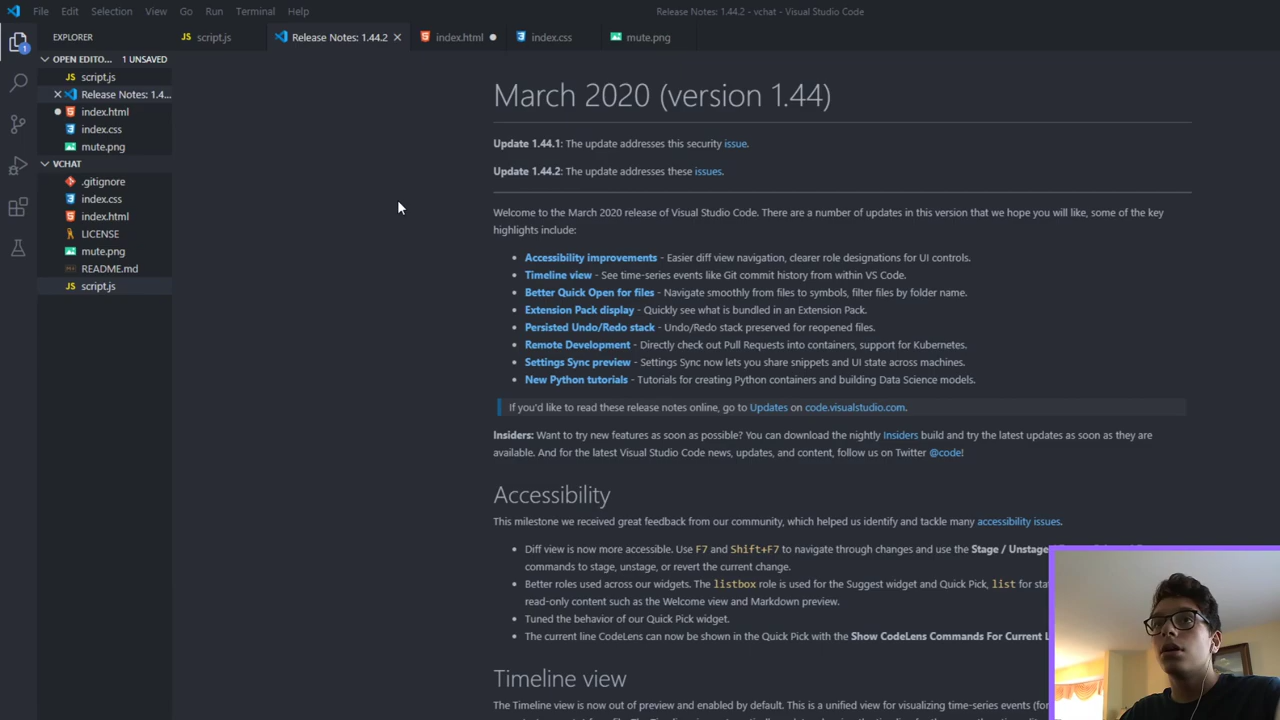 File Edit Selection View Go Run Terminal Help
Release Notes: 1.44.2 - vchat - Visual Studio Code
EXPLORER
JS script.js
Release Notes: 1.44.2
index.html
index.css
mute.png
1
OPEN EDITO... 1 UNSAVED
JS script.js
Release Notes: 1.4...
index.html
index.css
mute.png
VCHAT
.gitignore
index.css
index.html
LICENSE
mute.png
README.md
JS script.js
March 2020 (version 1.44)
Update 1.44.1: The update addresses this security issue.
Update 1.44.2: The update addresses these issues.
Welcome to the March 2020 release of Visual Studio Code. There are a number of updates in this version that we hope you will like, some of the key
highlights include:
• Accessibility improvements - Easier diff view navigation, clearer role designations for UI controls.
• Timeline view - See time-series events like Git commit history from within VS Code.
• Better Quick Open for files - Navigate smoothly from files to symbols, filter files by folder name.
• Extension Pack display - Quickly see what is bundled in an Extension Pack.
• Persisted Undo/Redo stack - Undo/Redo stack preserved for reopened files.
• Remote Development - Directly check out Pull Requests into containers, support for Kubernetes.
• Settings Sync preview - Settings Sync now lets you share snippets and UI state across machines.
• New Python tutorials - Tutorials for creating Python containers and building Data Science models.
If you'd like to read these release notes online, go to Updates on code.visualstudio.com.
Insiders: Want to try new features as soon as possible? You can download the nightly Insiders build and try the latest updates as soon as they are
available. And for the latest Visual Studio Code news, updates, and content, follow us on Twitter @code!
Accessibility
This milestone we received great feedback from our community, which helped us identify and tackle many accessibility issues.
• Diff view is now more accessible. Use F7 and Shift+F7 to navigate through changes and use the Stage / Unstage
commands to stage, unstage, or revert the current change.
• Better roles used across our widgets. The listbox role is used for the Suggest widget and Quick Pick, list for
read-only content such as the Welcome view and Markdown preview.
• Tuned the behavior of our Quick Pick widget.
• The current line CodeLens can now be shown in the Quick Pick with the Show CodeLens Commands For Current
Timeline view
The Timeline view is now out of preview and enabled by default. This is a unified view for visualizing time-series events